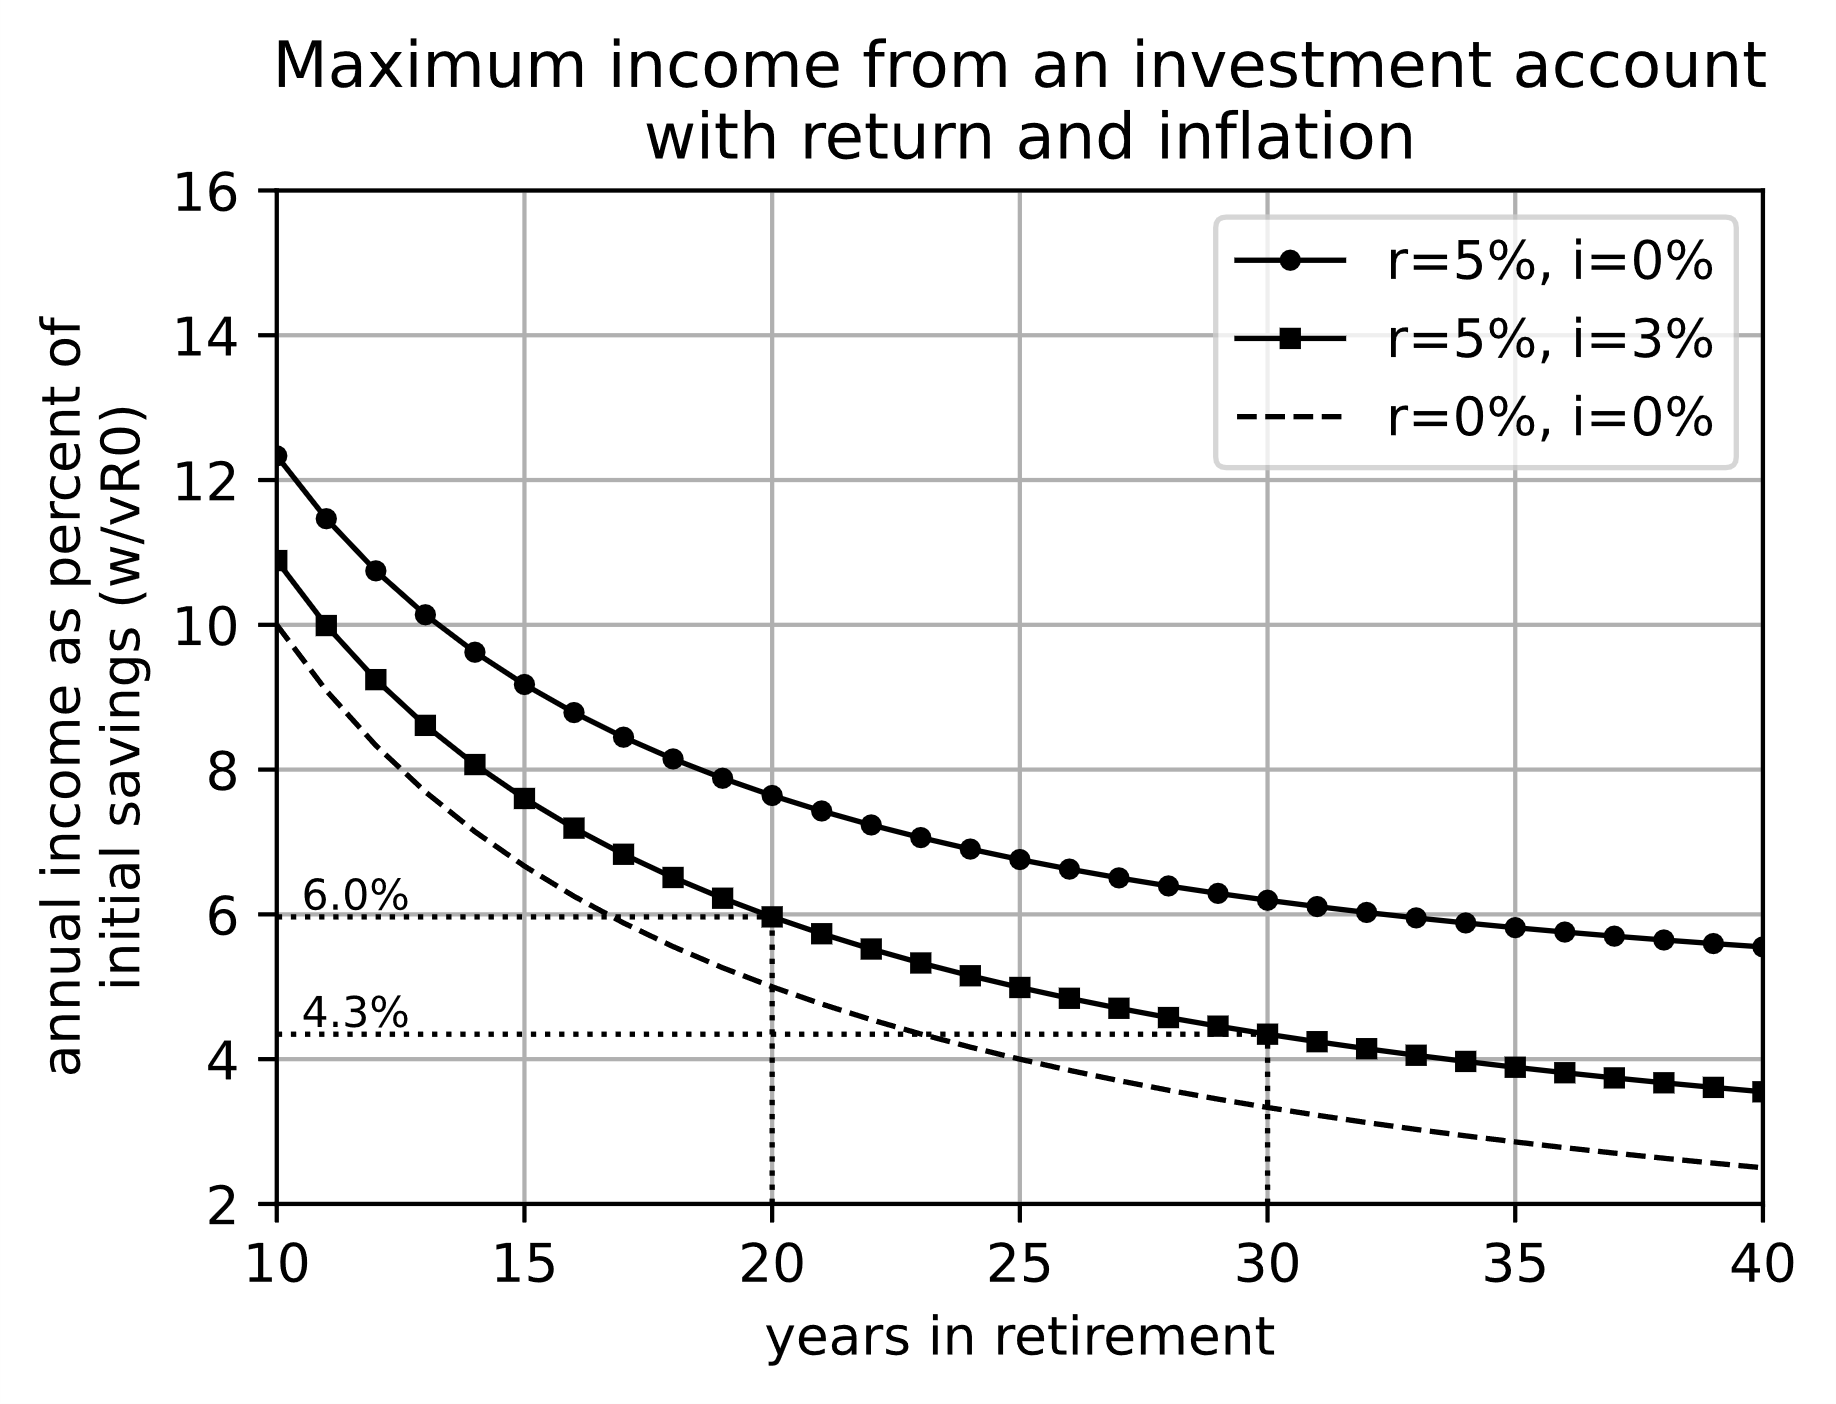 Maximum income from an investment account
with return and inflation
annual income as percent of
initial savings (w/vR0)
16
14
12
10
8
6
4
2
r=5%, i=0%
r=5%, i=3%
r=0%, i=0%
6.0%
4.3%
10 15 20 25 30 35 40
years in retirement